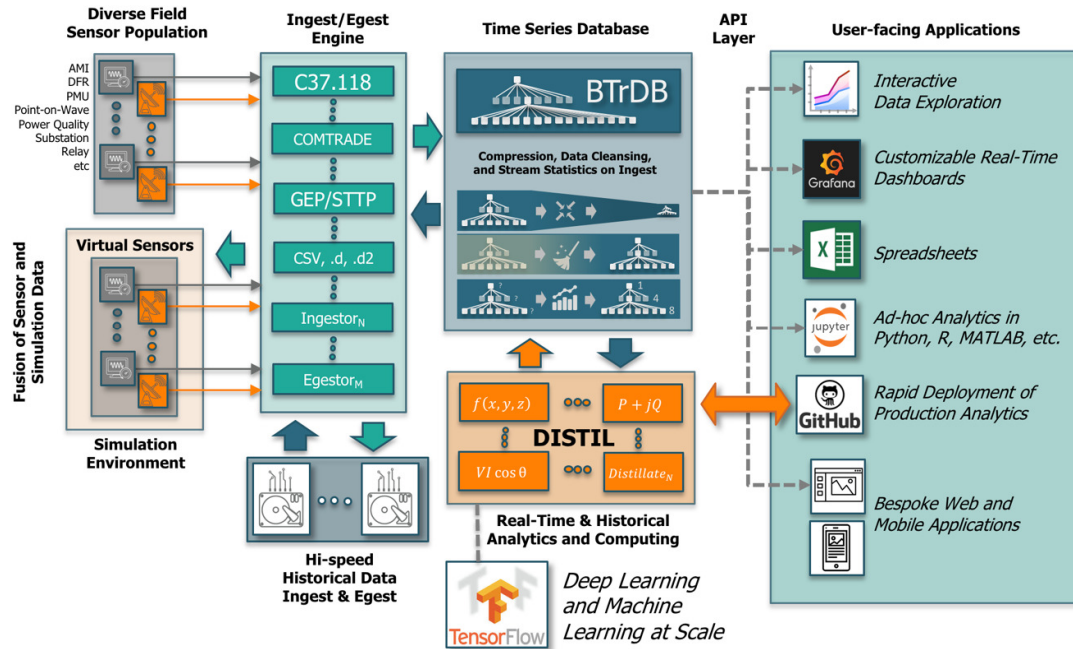 Diverse Field
Sensor Population
AMI
DFR
PMU
Point-on-Wave
Power Quality
Substation
Relay
etc
Fusion of Sensor and
Simulation Data
Virtual Sensors
Simulation
Environment
Ingest/Egest
Engine
C37.118
COMTRADE
GEP/STTP
CSV, .d, .d2
IngestorN
EgestorM
Hi-speed
Historical Data
Ingest & Egest
Time Series Database
BTrDB
Compression, Data Cleansing,
and Stream Statistics on Ingest
?
?
?
1
4
8
f(x, y, z)
P + jQ
DISTIL
VI cos θ
DistillateN
Real-Time & Historical
Analytics and Computing
TensorFlow
Deep Learning
and Machine
Learning at Scale
API
Layer
User-facing Applications
Interactive
Data Exploration
Grafana
Customizable Real-Time
Dashboards
X
Spreadsheets
jupyter
Ad-hoc Analytics in
Python, R, MATLAB, etc.
GitHub
Rapid Deployment of
Production Analytics
Bespoke Web and
Mobile Applications